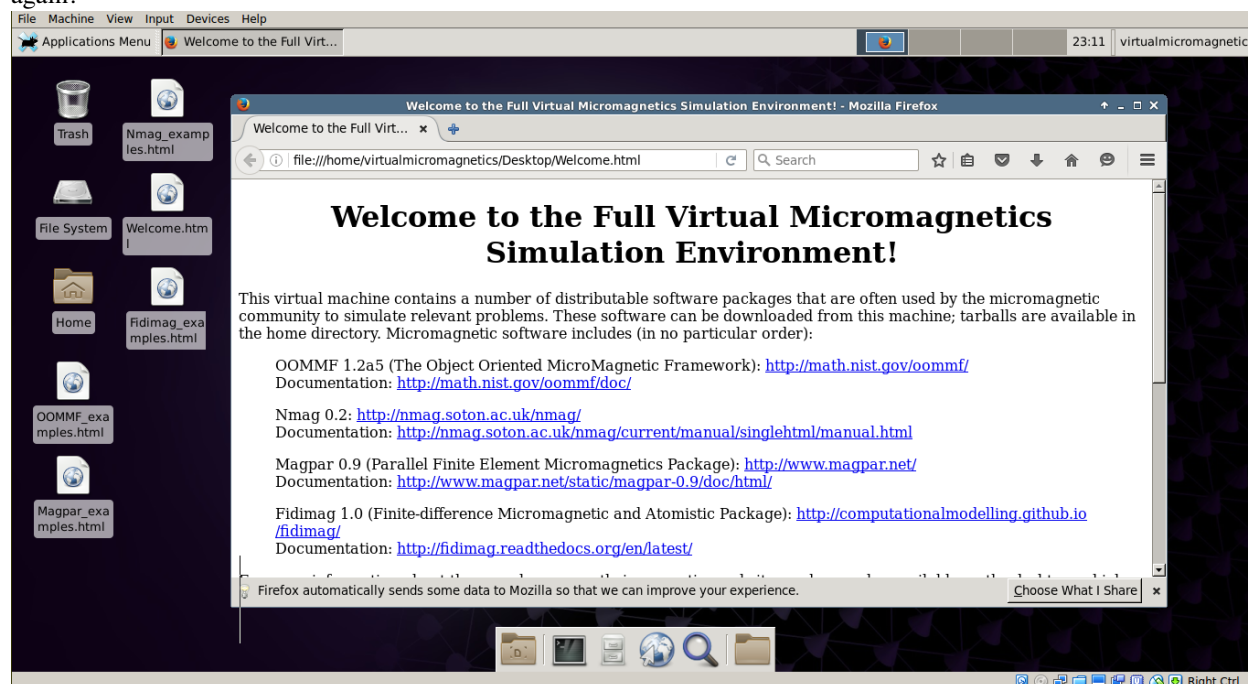 again?
File Machine View Input Devices Help
Applications Menu Welcome to the Full Virt... 23:11 virtualmicromagnetic
Trash
Nmag_examp
les.html
File System
Welcome.htm
l
Home
Fidimag_exa
mples.html
OOMMF_exa
mples.html
Magpar_exa
mples.html
Welcome to the Full Virtual Micromagnetics Simulation Environment! - Mozilla Firefox
Welcome to the Full Virt...
file:///home/virtualmicromagnetics/Desktop/Welcome.html Search
Welcome to the Full Virtual Micromagnetics
Simulation Environment!
This virtual machine contains a number of distributable software packages that are often used by the micromagnetic
community to simulate relevant problems. These software can be downloaded from this machine; tarballs are available in
the home directory. Micromagnetic software includes (in no particular order):
OOMMF 1.2a5 (The Object Oriented MicroMagnetic Framework): http://math.nist.gov/oommf/
Documentation: http://math.nist.gov/oommf/doc/
Nmag 0.2: http://nmag.soton.ac.uk/nmag/
Documentation: http://nmag.soton.ac.uk/nmag/current/manual/singlehtml/manual.html
Magpar 0.9 (Parallel Finite Element Micromagnetics Package): http://www.magpar.net/
Documentation: http://www.magpar.net/static/magpar-0.9/doc/html/
Fidimag 1.0 (Finite-difference Micromagnetic and Atomistic Package): http://computationalmodelling.github.io
/fidimag/
Documentation: http://fidimag.readthedocs.org/en/latest/
Firefox automatically sends some data to Mozilla so that we can improve your experience. Choose What I Share
Right Ctrl